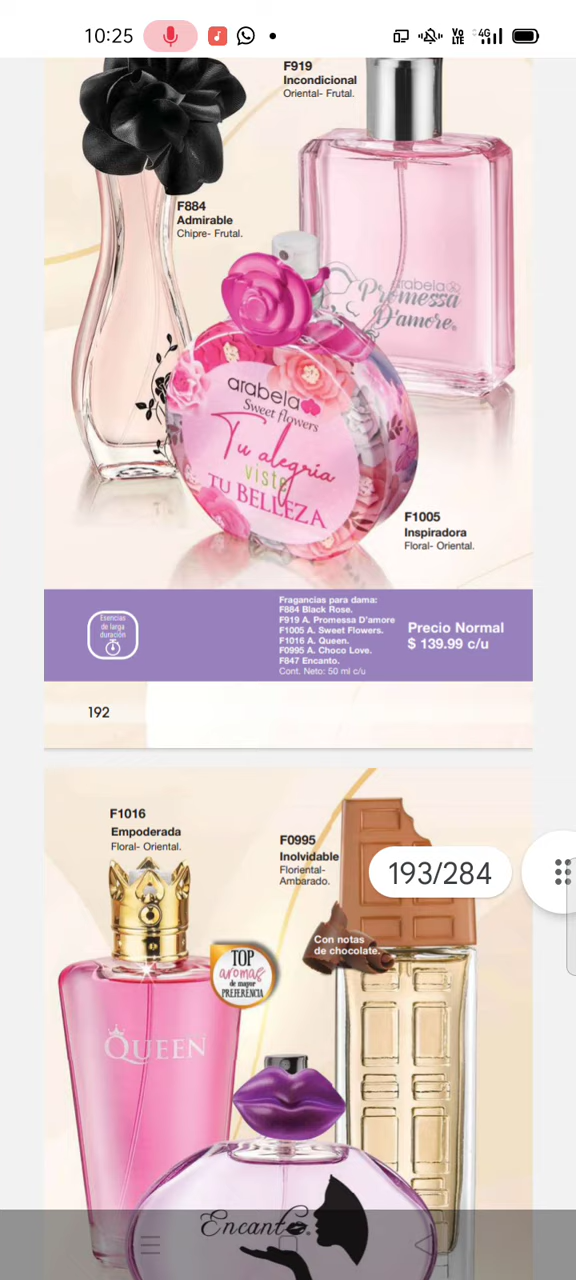 10:25
Vo
LTE
4G
F919
Incondicional
Oriental- Frutal.
F884
Admirable
Chipre- Frutal.
arabela
Promessa
D'amore®
arabela
Sweet flowers
Tu alegria
viste
TU BELLEZA
F1005
Inspiradora
Floral- Oriental.
Esencias
de larga
duración
Fragancias para dama:
F884 Black Rose.
F919 A. Promessa D'amore
F1005 A. Sweet Flowers.
F1016 A. Queen.
F0995 A. Choco Love.
F847 Encanto.
Cont. Neto: 50 ml c/u
Precio Normal
$ 139.99 c/u
192
F1016
Empoderada
Floral- Oriental.
F0995
Inolvidable
Floriental-
Ambarado.
193/284
Con notas
de chocolate.
TOP
aromas
de mayor
PREFERENCIA
QUEEN
Encanto